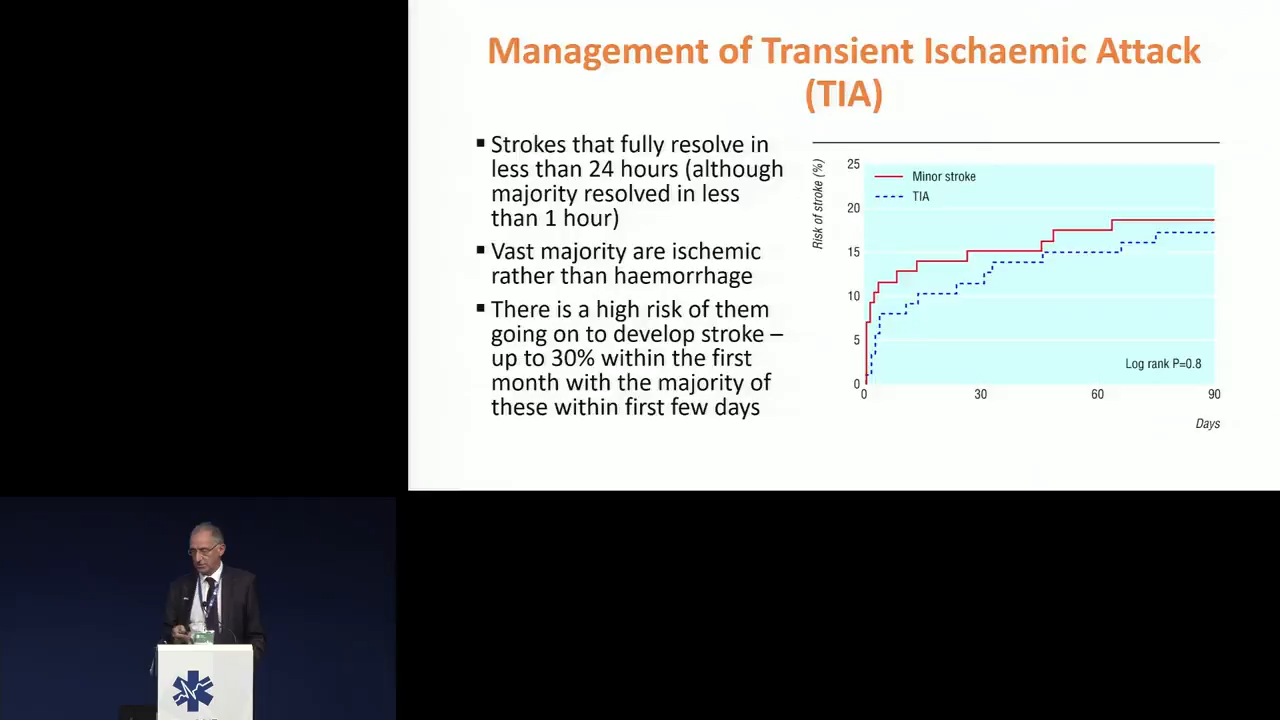 Management of Transient Ischaemic Attack
(TIA)
▪ Strokes that fully resolve in
less than 24 hours (although
majority resolved in less
than 1 hour)
▪ Vast majority are ischemic
rather than haemorrhage
▪ There is a high risk of them
going on to develop stroke –
up to 30% within the first
month with the majority of
these within first few days
Risk of stroke (%)
25
20
15
10
5
0
Minor stroke
TIA
Log rank P=0.8
0 30 60 90
Days